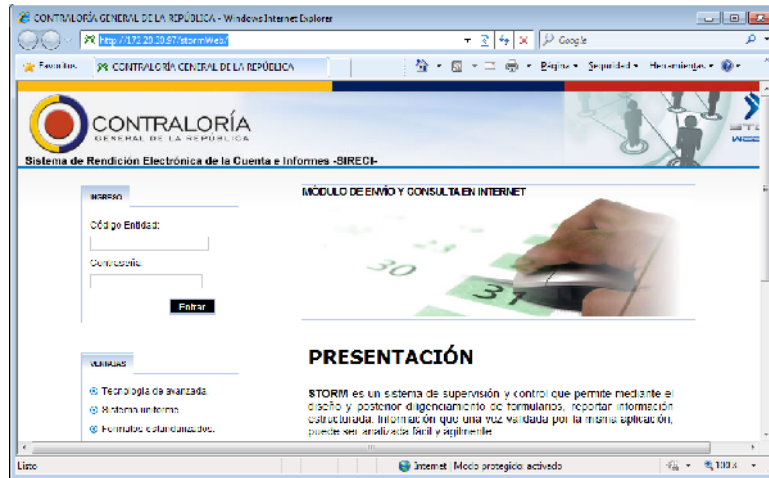 CONTRALORÍA GENERAL DE LA REPÚBLICA - Windows Internet Explorer
http://172.20.30.97/stormWeb/
Google
Favoritos
CONTRALORÍA GENERAL DE LA REPÚBLICA
Página
Seguridad
Herramientas
CONTRALORÍA
GENERAL DE LA REPÚBLICA
Sistema de Rendición Electrónica de la Cuenta e Informes -SIRECI-
INGRESO
MÓDULO DE ENVÍO Y CONSULTA EN INTERNET
Código Entidad:
Contraseña:
Entrar
30
31
PRESENTACIÓN
VENTAJAS
Tecnología de avanzada.
Sistema uniforme
Formatos estandarizados.
STORM es un sistema de supervisión y control que permite mediante el
diseño y posterior diligenciamiento de formularios, reportar información
estructurada. Información que una vez validada por la misma aplicación,
puede ser analizada fácil y agilmente
Listo
Internet | Modo protegido: activado
100%